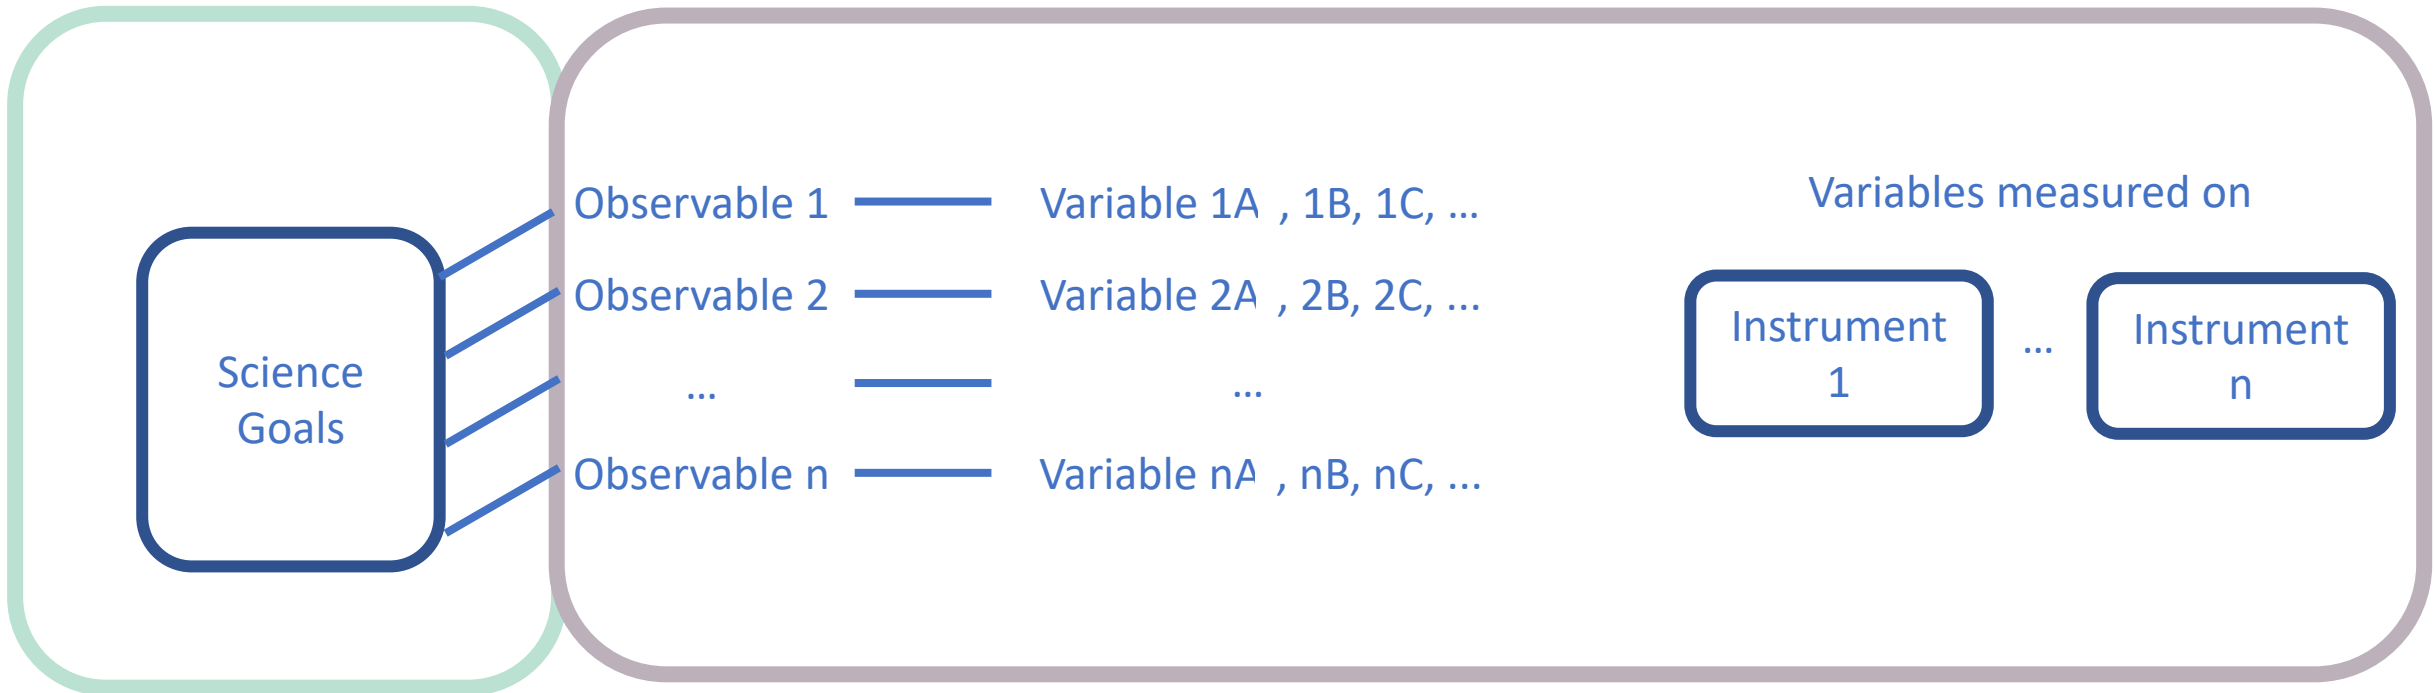 Science
Goals
Observable 1
Variable 1A , 1B, 1C, ...
Observable 2
Variable 2A , 2B, 2C, ...
...
...
Observable n
Variable nA , nB, nC, ...
Variables measured on
Instrument
1
...
Instrument
n